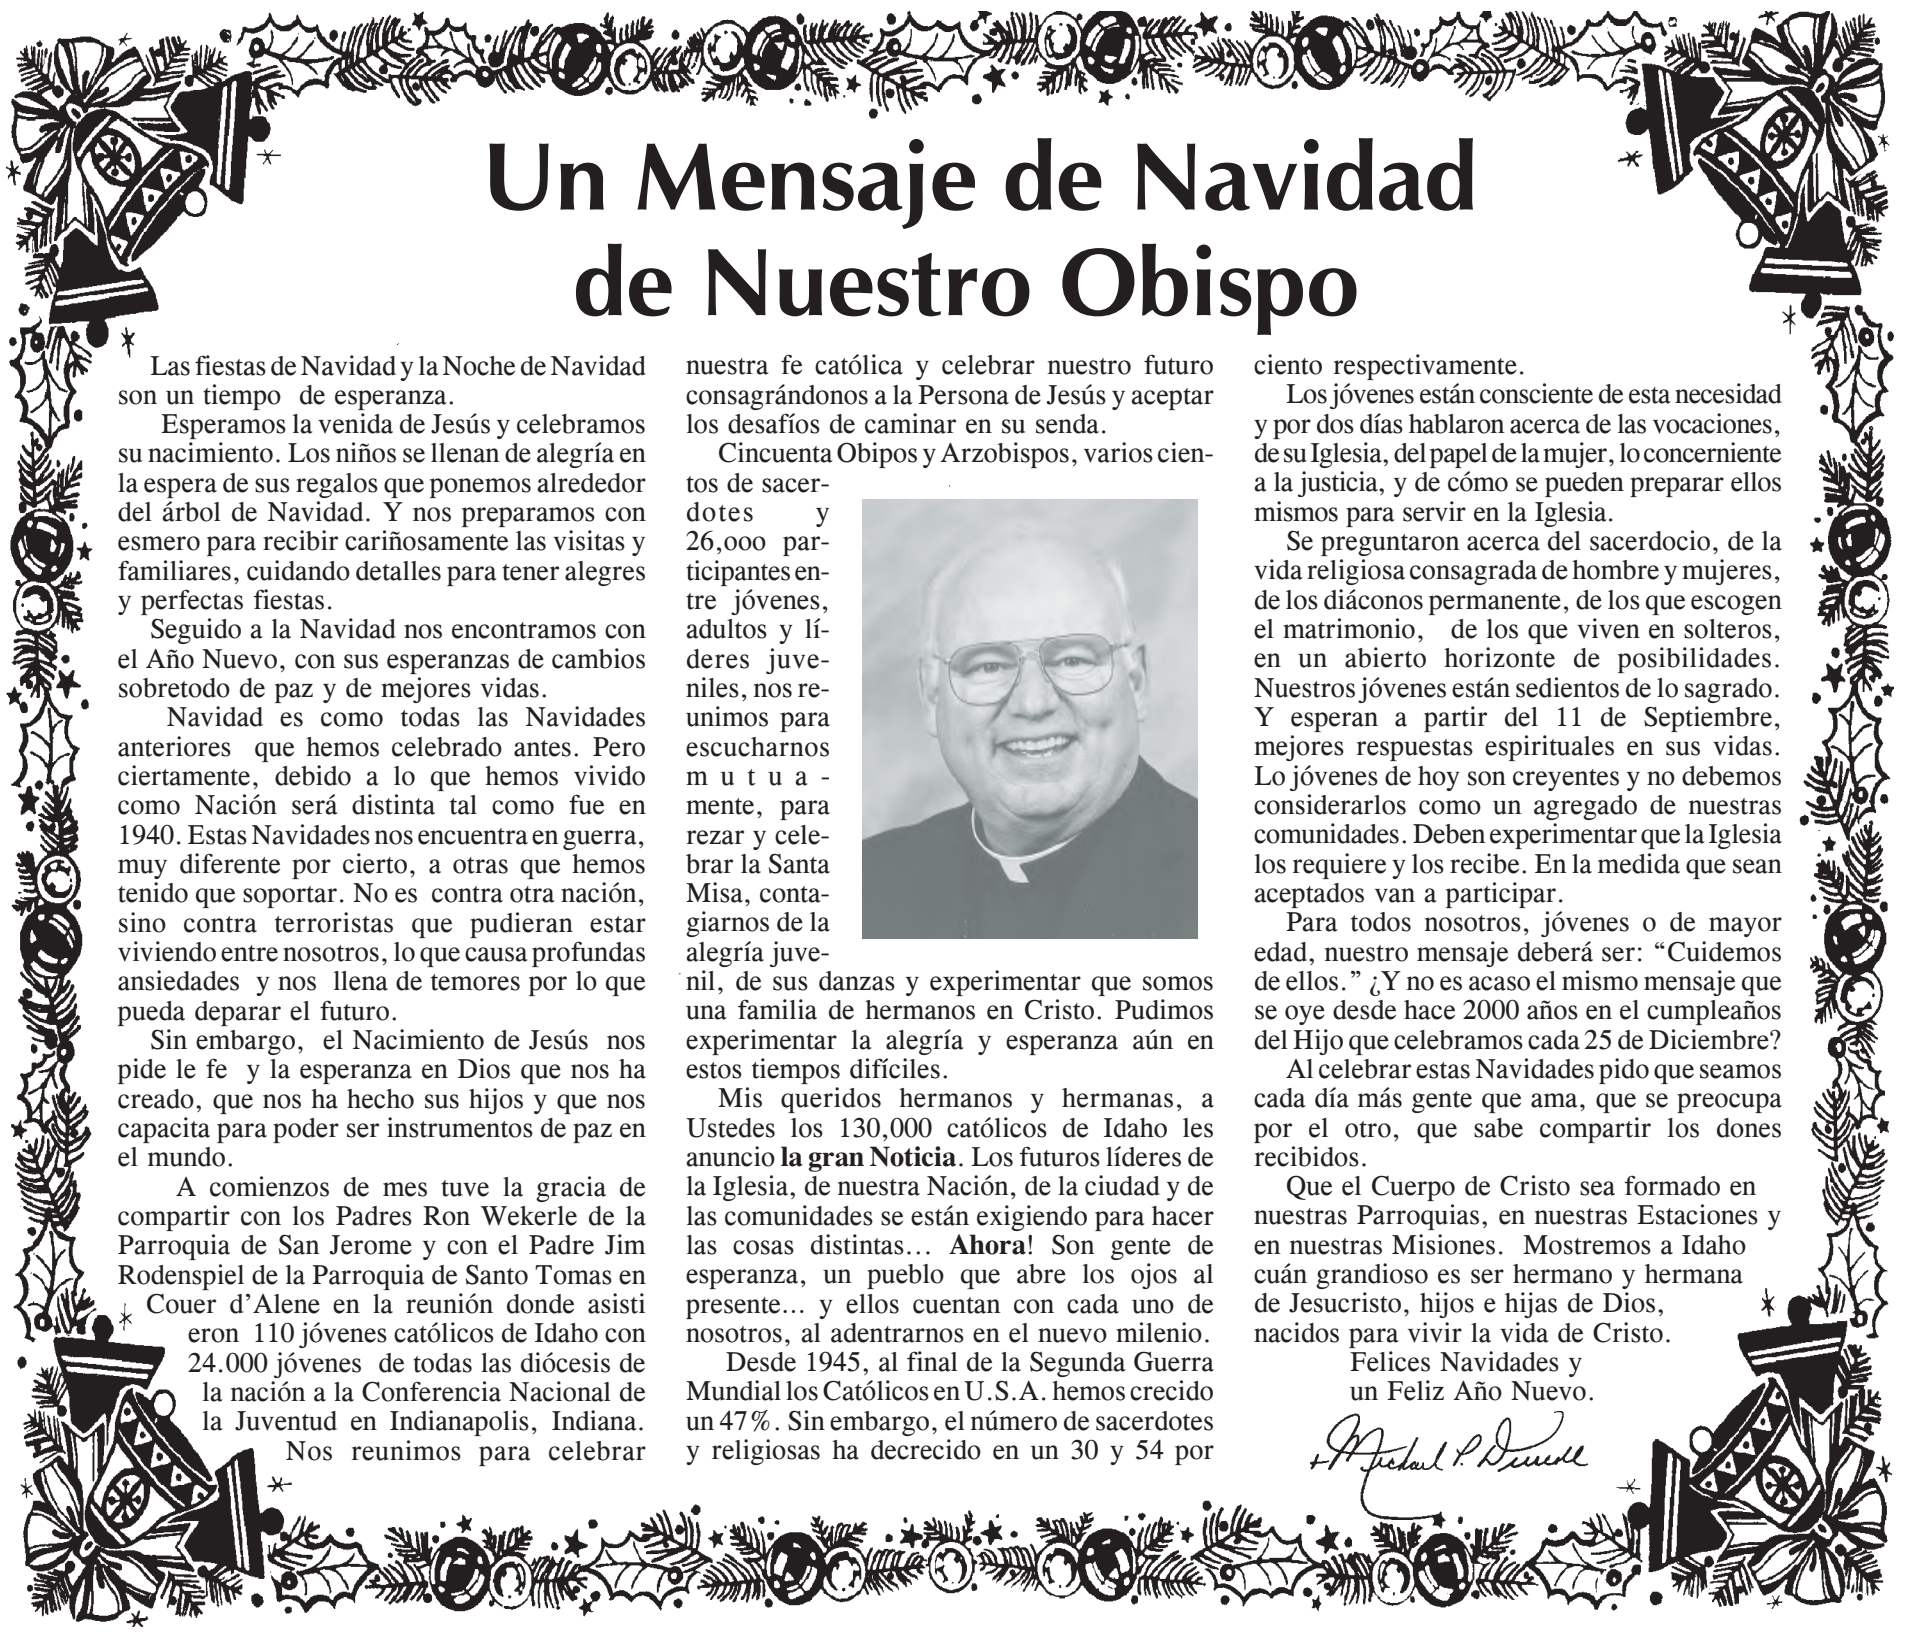 Un Mensaje de Navidad
de Nuestro Obispo
Las fiestas de Navidad y la Noche de Navidad
son un tiempo de esperanza.
Esperamos la venida de Jesús y celebramos
su nacimiento. Los niños se llenan de alegría en
la espera de sus regalos que ponemos alrededor
del árbol de Navidad. Y nos preparamos con
esmero para recibir cariñosamente las visitas y
familiares, cuidando detalles para tener alegres
y perfectas fiestas.
Seguido a la Navidad nos encontramos con
el Año Nuevo, con sus esperanzas de cambios
sobretodo de paz y de mejores vidas.
Navidad es como todas las Navidades
anteriores que hemos celebrado antes. Pero
ciertamente, debido a lo que hemos vivido
como Nación será distinta tal como fue en
1940. Estas Navidades nos encuentra en guerra,
muy diferente por cierto, a otras que hemos
tenido que soportar. No es contra otra nación,
sino contra terroristas que pudieran estar
viviendo entre nosotros, lo que causa profundas
ansiedades y nos llena de temores por lo que
pueda deparar el futuro.
Sin embargo, el Nacimiento de Jesús nos
pide le fe y la esperanza en Dios que nos ha
creado, que nos ha hecho sus hijos y que nos
capacita para poder ser instrumentos de paz en
el mundo.
A comienzos de mes tuve la gracia de
compartir con los Padres Ron Wekerle de la
Parroquia de San Jerome y con el Padre Jim
Rodenspiel de la Parroquia de Santo Tomas en
Couer d’Alene en la reunión donde asisti
eron 110 jóvenes católicos de Idaho con
24.000 jóvenes de todas las diócesis de
la nación a la Conferencia Nacional de
la Juventud en Indianapolis, Indiana.
Nos reunimos para celebrar
nuestra fe católica y celebrar nuestro futuro
consagrándonos a la Persona de Jesús y aceptar
los desafíos de caminar en su senda.
Cincuenta Obipos y Arzobispos, varios cien-
tos de sacer-
dotes y
26,ooo par-
ticipantes en-
tre jóvenes,
adultos y lí-
deres juve-
niles, nos re-
unimos para
escucharnos
mutua-
mente, para
rezar y cele-
brar la Santa
Misa, conta-
giarnos de la
alegría juve-
nil, de sus danzas y experimentar que somos
una familia de hermanos en Cristo. Pudimos
experimentar la alegría y esperanza aún en
estos tiempos difíciles.
Mis queridos hermanos y hermanas, a
Ustedes los 130,000 católicos de Idaho les
anuncio la gran Noticia. Los futuros líderes de
la Iglesia, de nuestra Nación, de la ciudad y de
las comunidades se están exigiendo para hacer
las cosas distintas... Ahora! Son gente de
esperanza, un pueblo que abre los ojos al
presente... y ellos cuentan con cada uno de
nosotros, al adentrarnos en el nuevo milenio.
Desde 1945, al final de la Segunda Guerra
Mundial los Católicos en U.S.A. hemos crecido
un 47%. Sin embargo, el número de sacerdotes
y religiosas ha decrecido en un 30 y 54 por
ciento respectivamente.
Los jóvenes están consciente de esta necesidad
y por dos días hablaron acerca de las vocaciones,
de su Iglesia, del papel de la mujer, lo concerniente
a la justicia, y de cómo se pueden preparar ellos
mismos para servir en la Iglesia.
Se preguntaron acerca del sacerdocio, de la
vida religiosa consagrada de hombre y mujeres,
de los diáconos permanente, de los que escogen
el matrimonio, de los que viven en solteros,
en un abierto horizonte de posibilidades.
Nuestros jóvenes están sedientos de lo sagrado.
Y esperan a partir del 11 de Septiembre,
mejores respuestas espirituales en sus vidas.
Lo jóvenes de hoy son creyentes y no debemos
considerarlos como un agregado de nuestras
comunidades. Deben experimentar que la Iglesia
los requiere y los recibe. En la medida que sean
aceptados van a participar.
Para todos nosotros, jóvenes o de mayor
edad, nuestro mensaje deberá ser: “Cuidemos
de ellos.” ¿Y no es acaso el mismo mensaje que
se oye desde hace 2000 años en el cumpleaños
del Hijo que celebramos cada 25 de Diciembre?
Al celebrar estas Navidades pido que seamos
cada día más gente que ama, que se preocupa
por el otro, que sabe compartir los dones
recibidos.
Que el Cuerpo de Cristo sea formado en
nuestras Parroquias, en nuestras Estaciones y
en nuestras Misiones. Mostremos a Idaho
cuán grandioso es ser hermano y hermana
de Jesucristo, hijos e hijas de Dios,
nacidos para vivir la vida de Cristo.
Felices Navidades y
un Feliz Año Nuevo.
+Michael P.